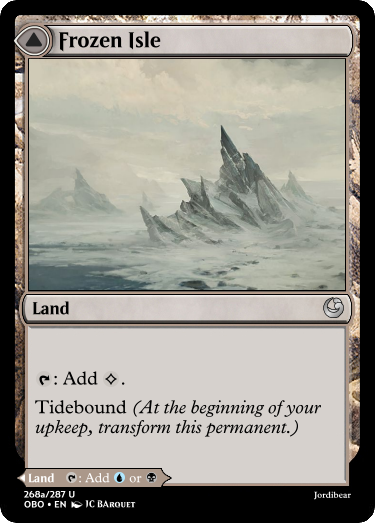 Frozen Isle
Land
: Add .
Tidebound (At the beginning of your
upkeep, transform this permanent.)
Land : Add or
268a/287 U
OBO • EN JC Barquet
Jordibear